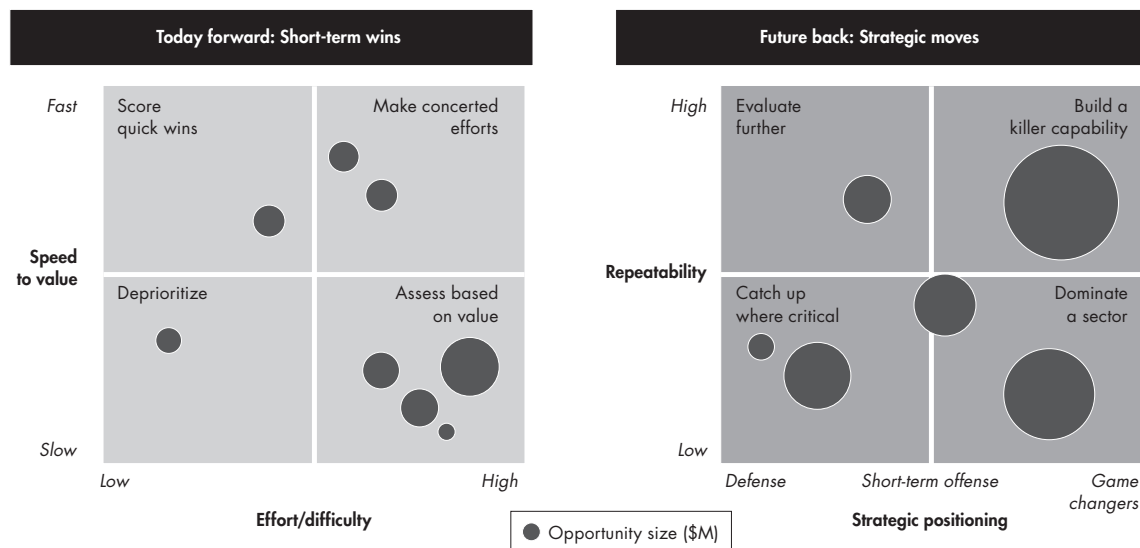 Today forward: Short-term wins
Fast
Score
quick wins
Make concerted
efforts
Speed
to value
Deprioritize
Assess based
on value
Slow
Low
High
Effort/difficulty
Future back: Strategic moves
High
Evaluate
further
Build a
killer capability
Repeatability
Catch up
where critical
Dominate
a sector
Low
Defense
Short-term offense
Game
changers
Strategic positioning
Opportunity size ($M)